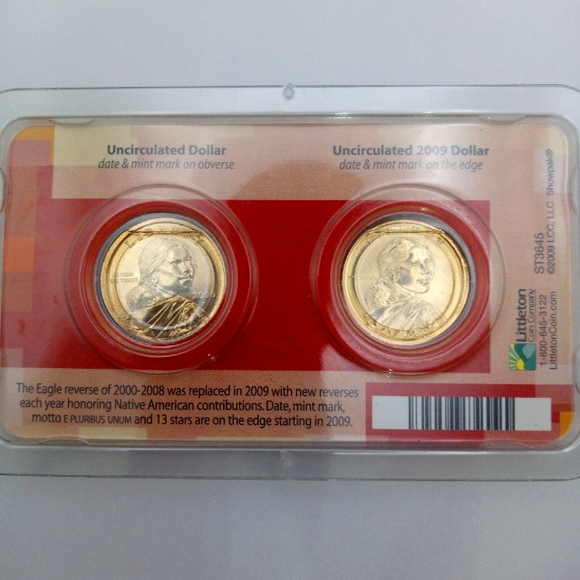 Uncirculated Dollar
date & mint mark on obverse
Uncirculated 2009 Dollar
date & mint mark on the edge
The Eagle reverse of 2000-2008 was replaced in 2009 with new reverses
each year honoring Native American contributions. Date, mint mark,
motto E PLURIBUS UNUM and 13 stars are on the edge starting in 2009.
Littleton
Coin Company
1-800-645-3122
LittletonCoin.com
ST3645
©2009 LCC, LLC Showpak®